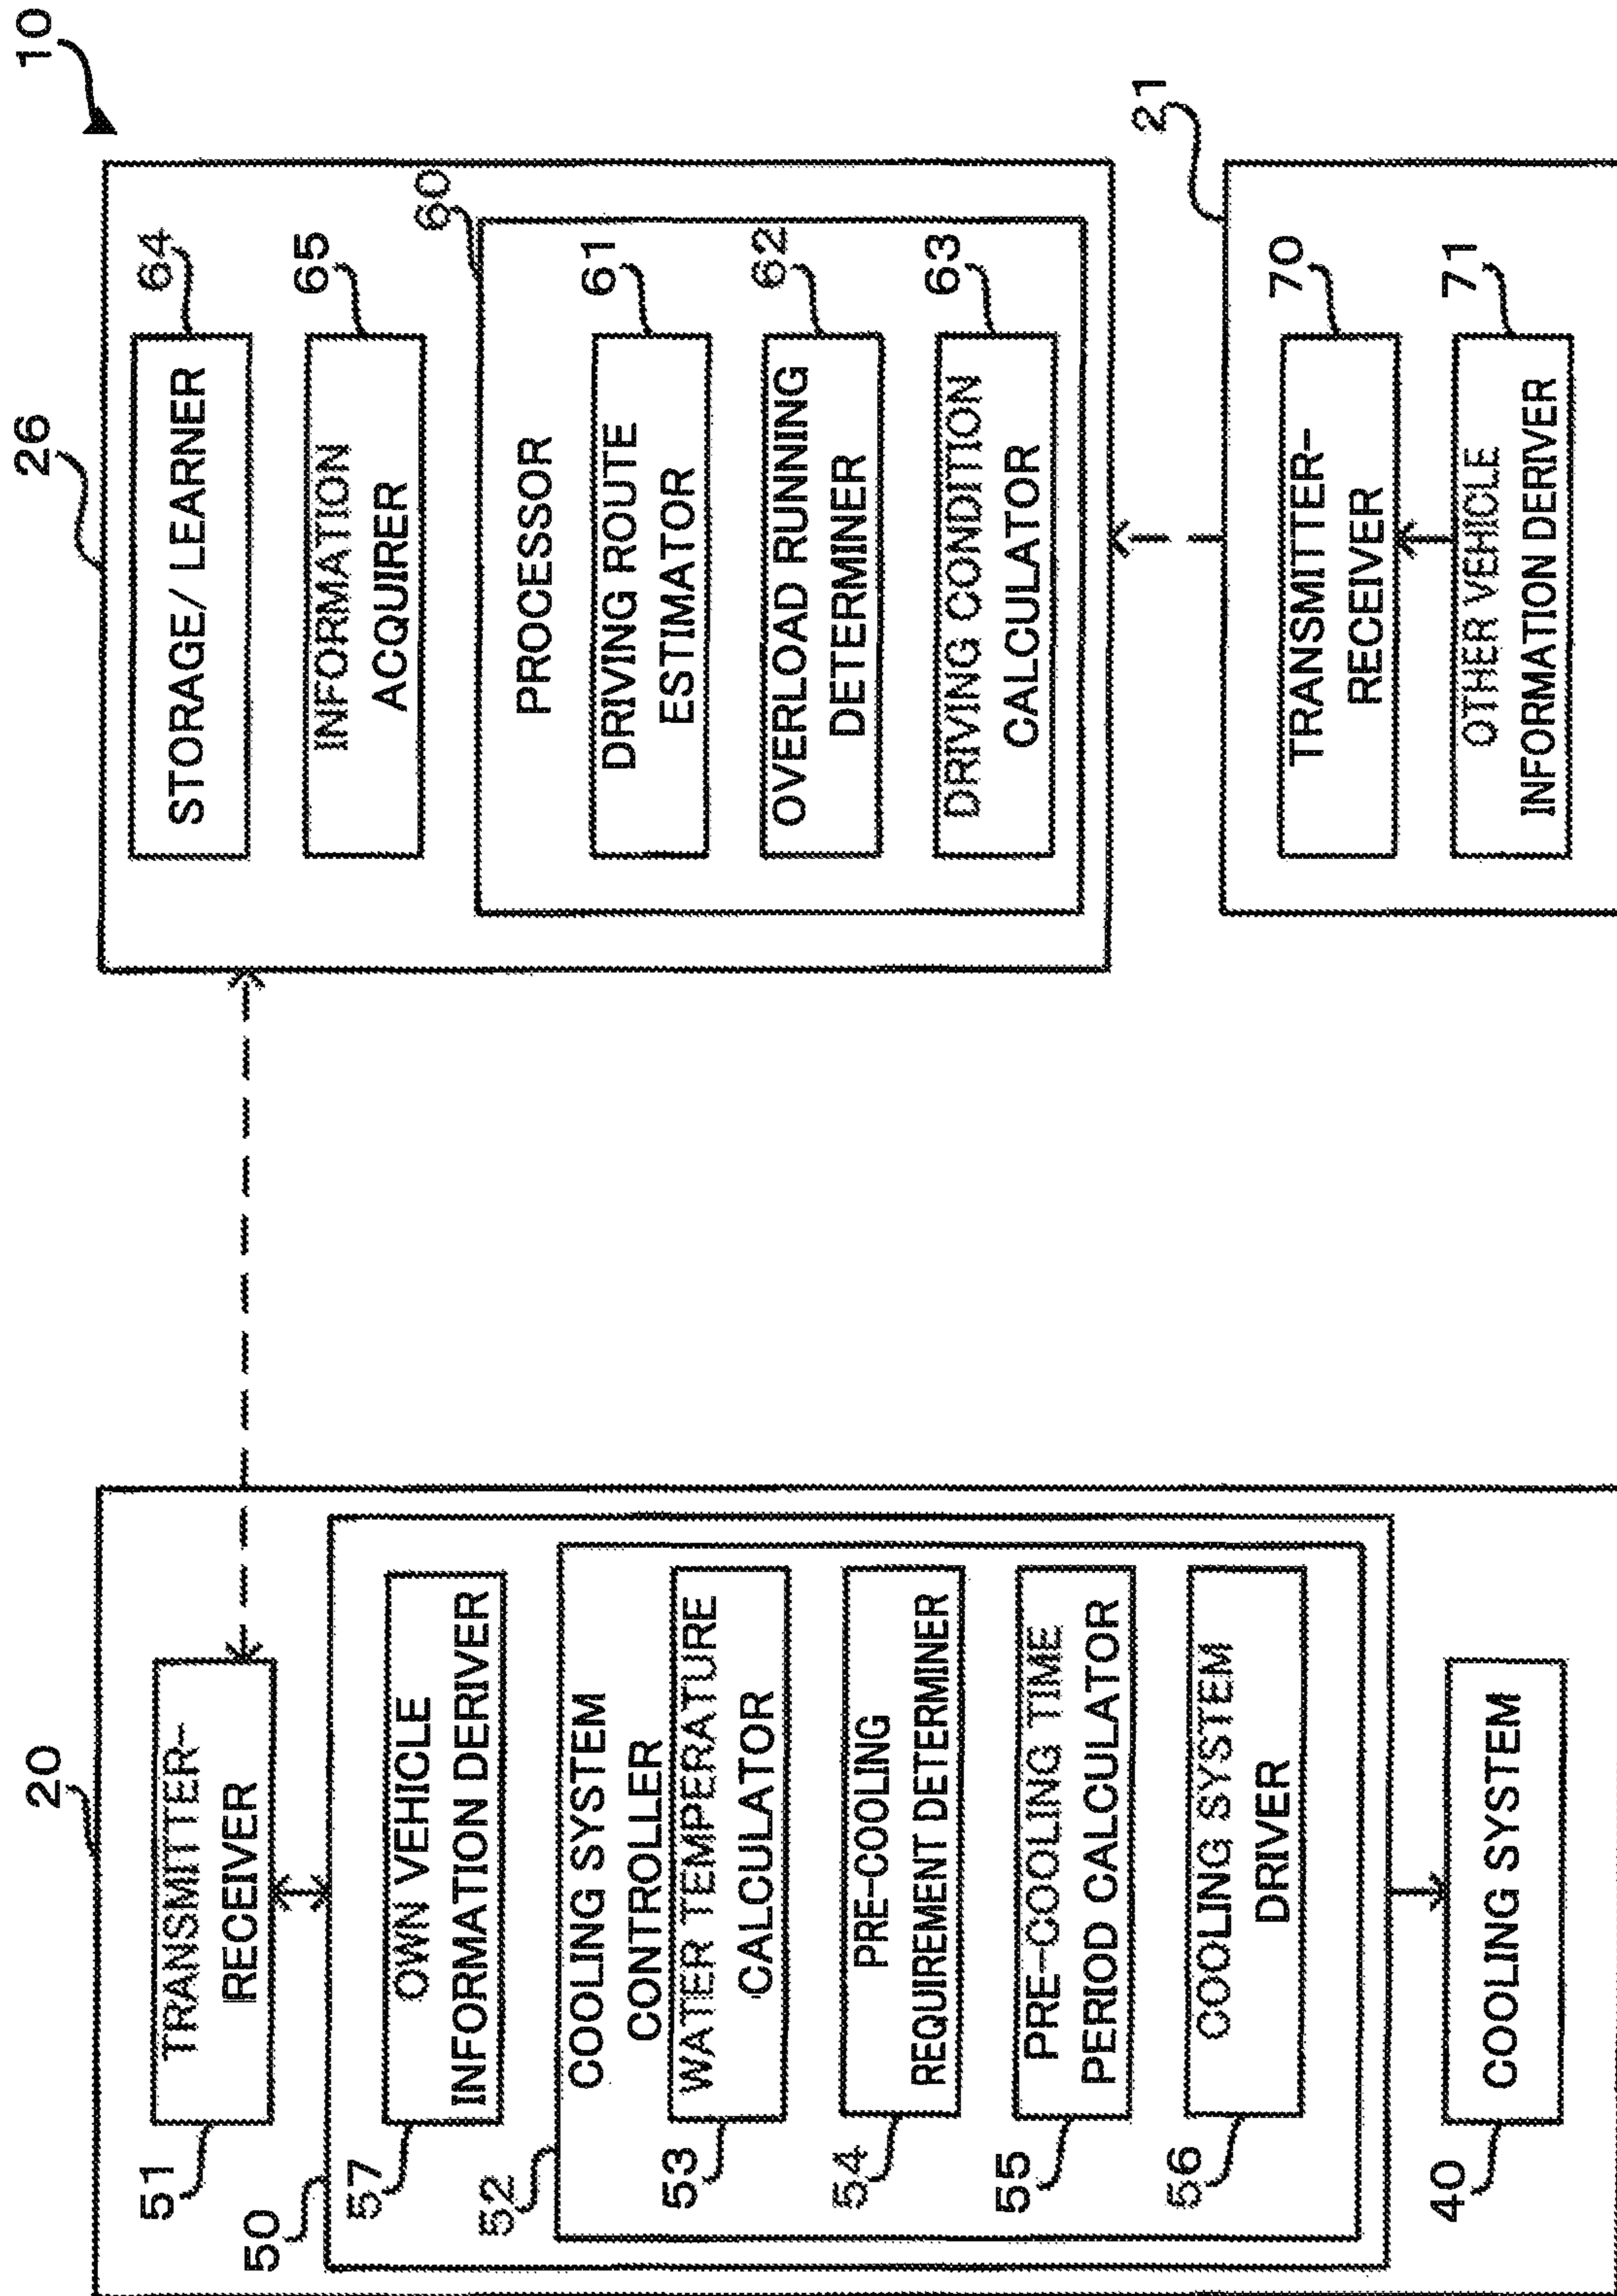 10
20
TRANSMITTER-
RECEIVER
51
50
OWN VEHICLE
INFORMATION DERIVER
57
52
COOLING SYSTEM
CONTROLLER
WATER TEMPERATURE
CALCULATOR
53
PRE-COOLING
REQUIREMENT DETERMINER
54
PRE-COOLING TIME
PERIOD CALCULATOR
55
COOLING SYSTEM
DRIVER
56
COOLING SYSTEM
40
26
STORAGE/ LEARNER
64
INFORMATION
ACQUIRER
65
60
PROCESSOR
DRIVING ROUTE
ESTIMATOR
61
OVERLOAD RUNNING
DETERMINER
62
DRIVING CONDITION
CALCULATOR
63
21
TRANSMITTER-
RECEIVER
70
OTHER VEHICLE
INFORMATION DERIVER
71